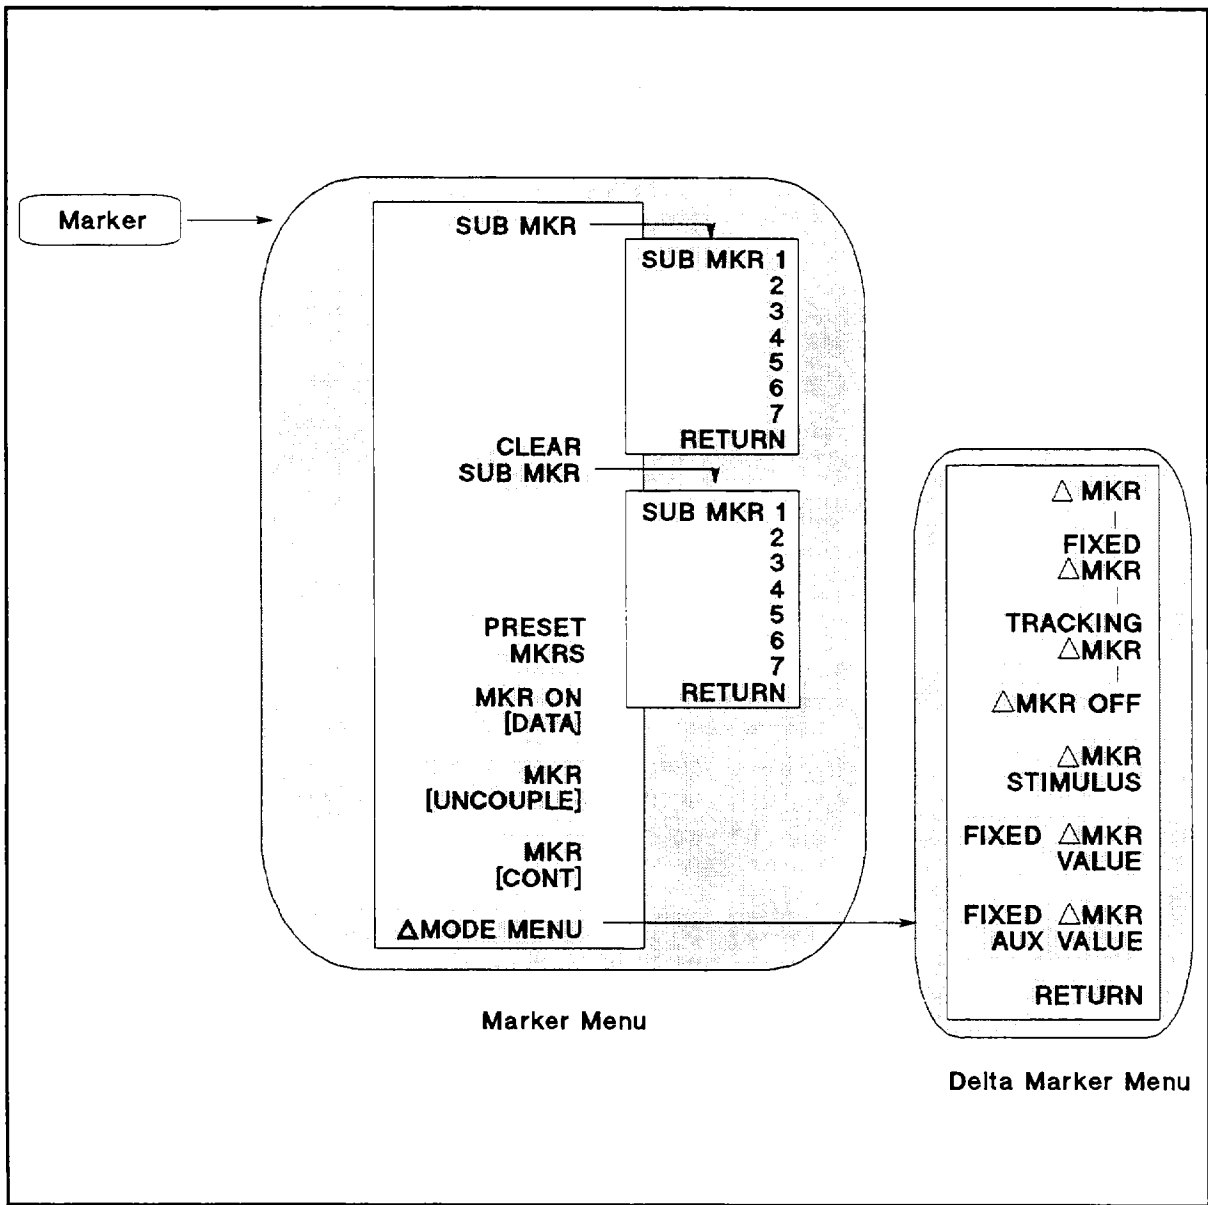 Marker
SUB MKR
SUB MKR 1
2
3
4
5
6
7
RETURN
CLEAR
SUB MKR
SUB MKR 1
2
3
4
5
6
7
RETURN
PRESET
MKRS
MKR ON
[DATA]
MKR
[UNCOUPLE]
MKR
[CONT]
△MODE MENU
Marker Menu
△ MKR
FIXED
△MKR
TRACKING
△MKR
△MKR OFF
△MKR
STIMULUS
FIXED △MKR
VALUE
FIXED △MKR
AUX VALUE
RETURN
Delta Marker Menu